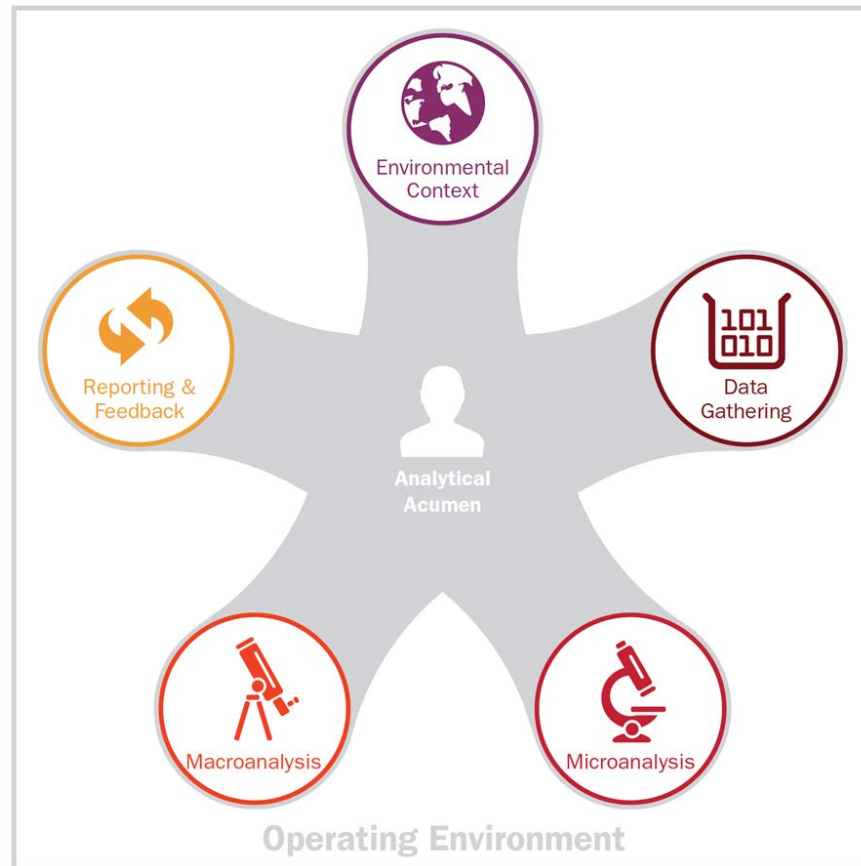 Environmental
Context
Reporting &
Feedback
101
010
Data
Gathering
Analytical
Acumen
Macroanalysis
Microanalysis
Operating Environment